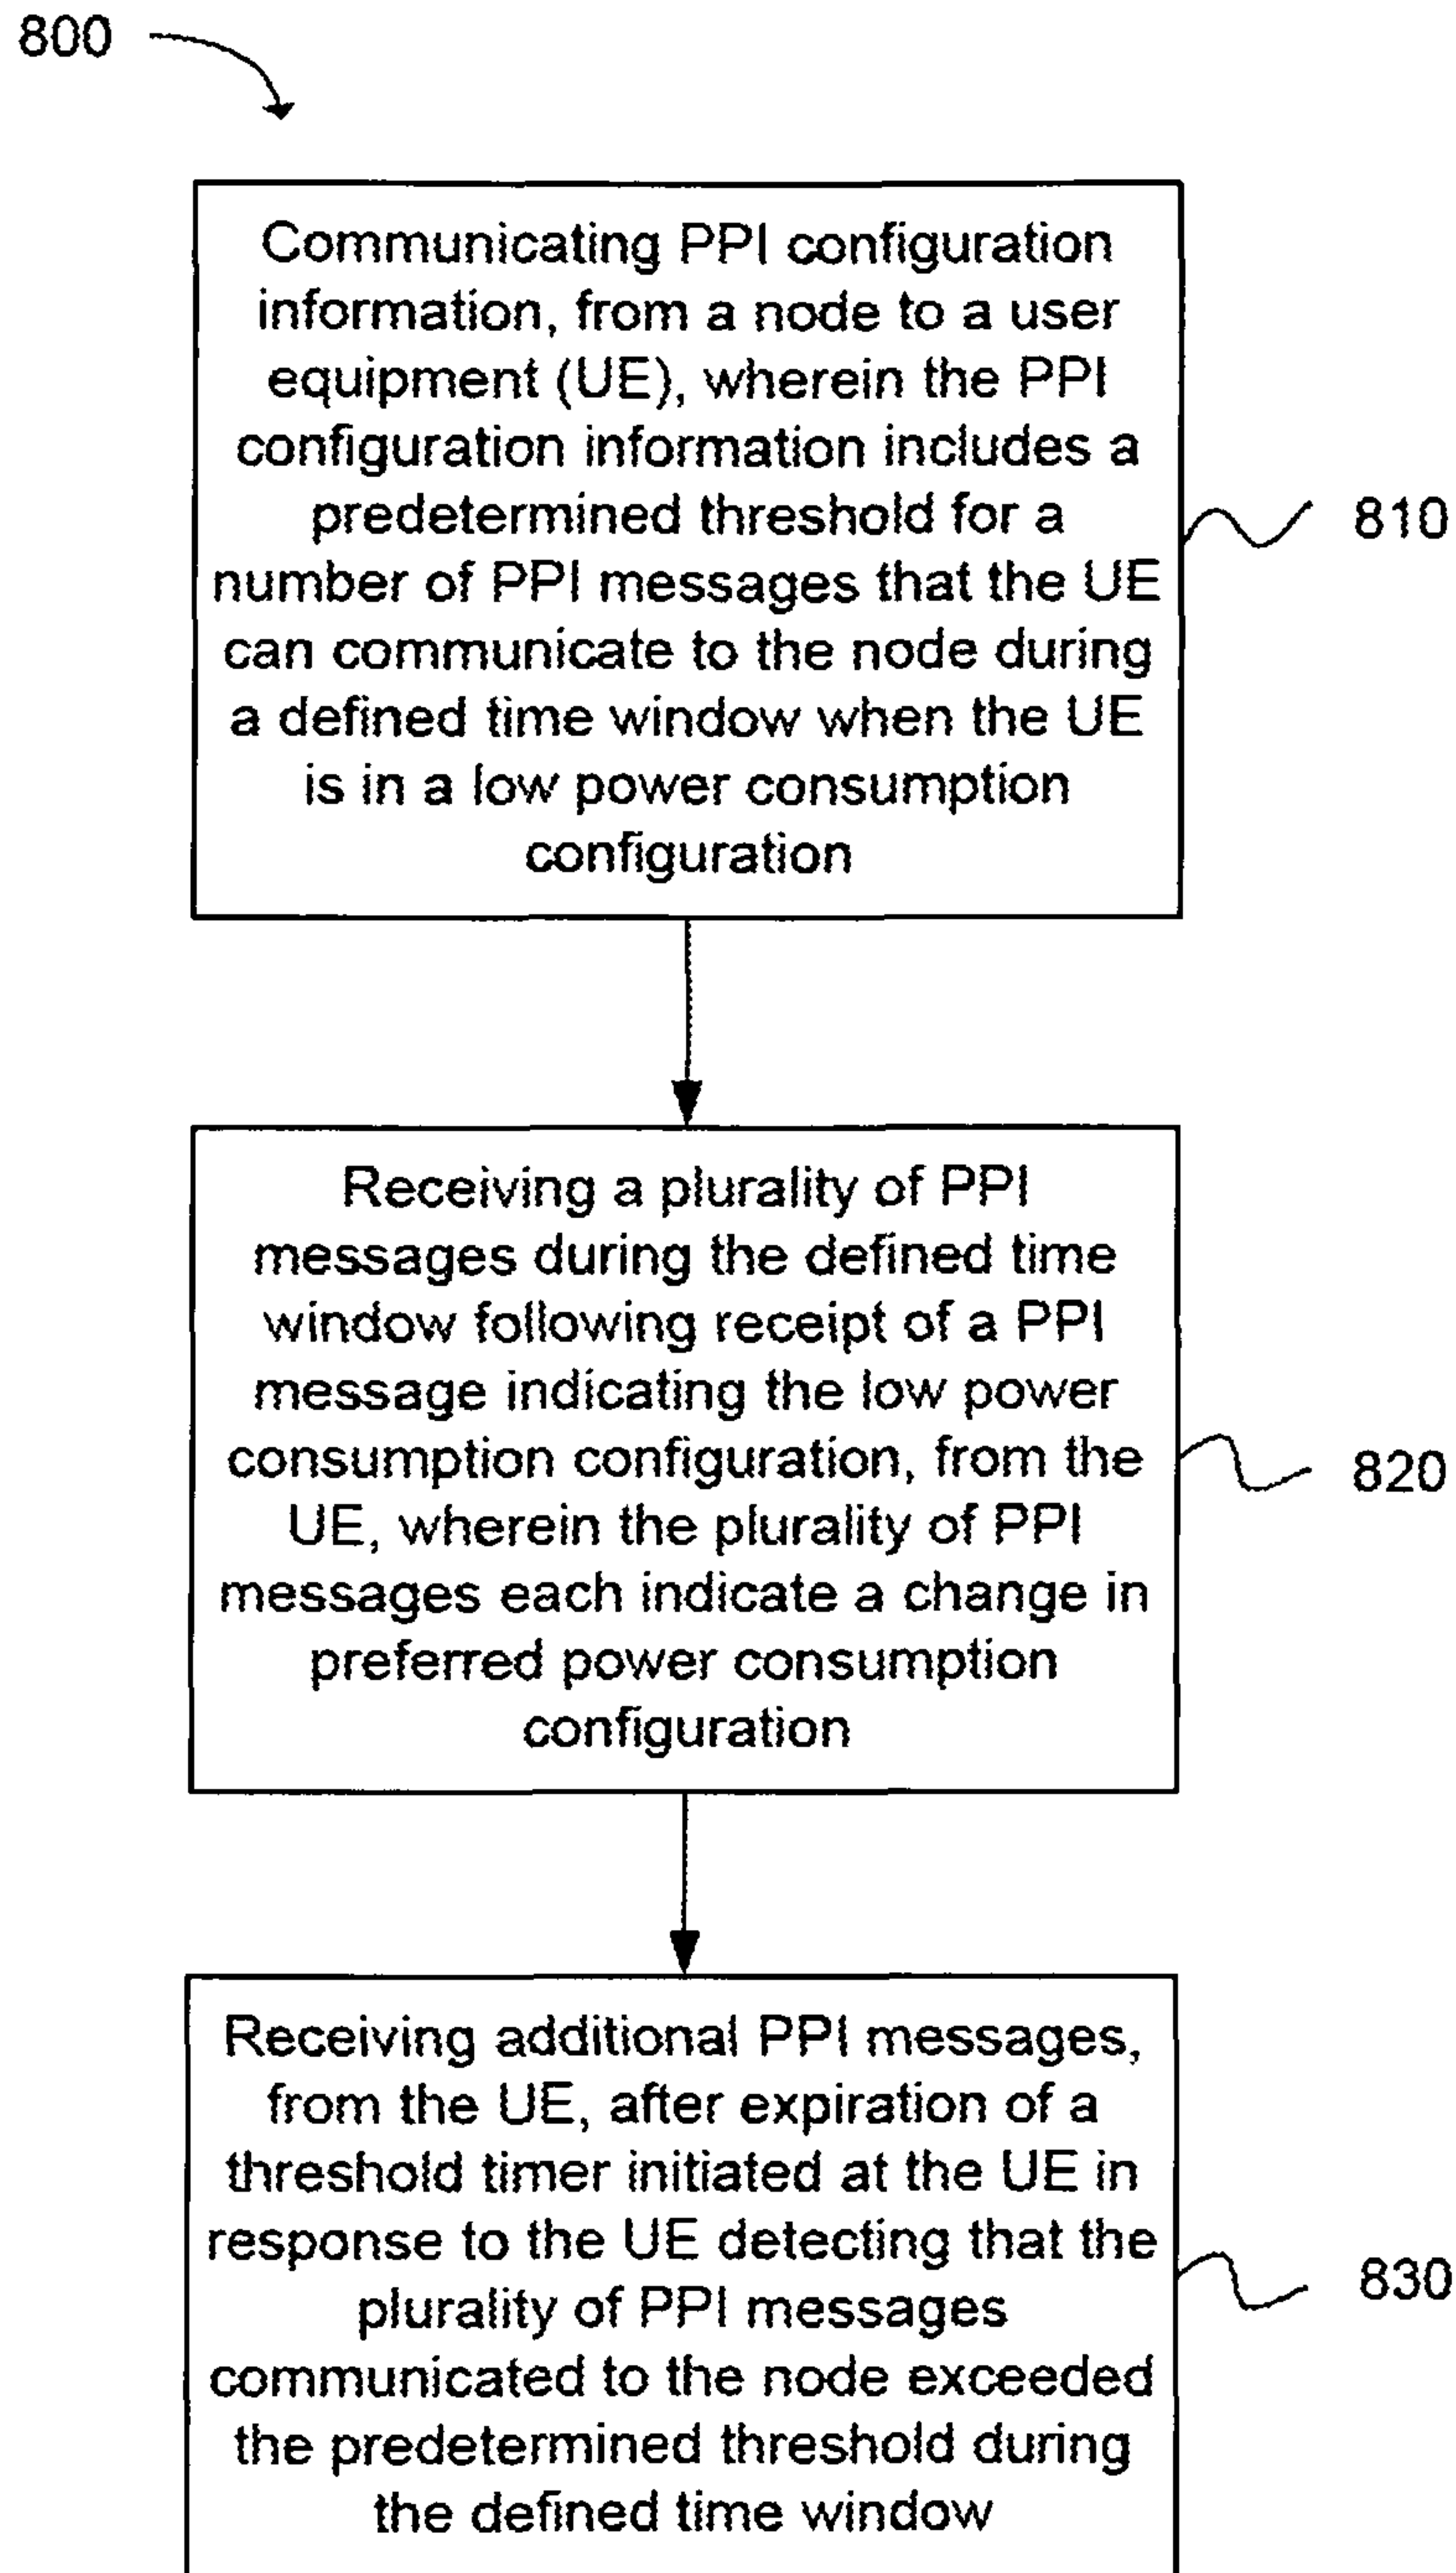 800
Communicating PPI configuration
information, from a node to a user
equipment (UE), wherein the PPI
configuration information includes a
predetermined threshold for a
number of PPI messages that the UE
can communicate to the node during
a defined time window when the UE
is in a low power consumption
configuration
810
Receiving a plurality of PPI
messages during the defined time
window following receipt of a PPI
message indicating the low power
consumption configuration, from the
UE, wherein the plurality of PPI
messages each indicate a change in
preferred power consumption
configuration
820
Receiving additional PPI messages,
from the UE, after expiration of a
threshold timer initiated at the UE in
response to the UE detecting that the
plurality of PPI messages
communicated to the node exceeded
the predetermined threshold during
the defined time window
830